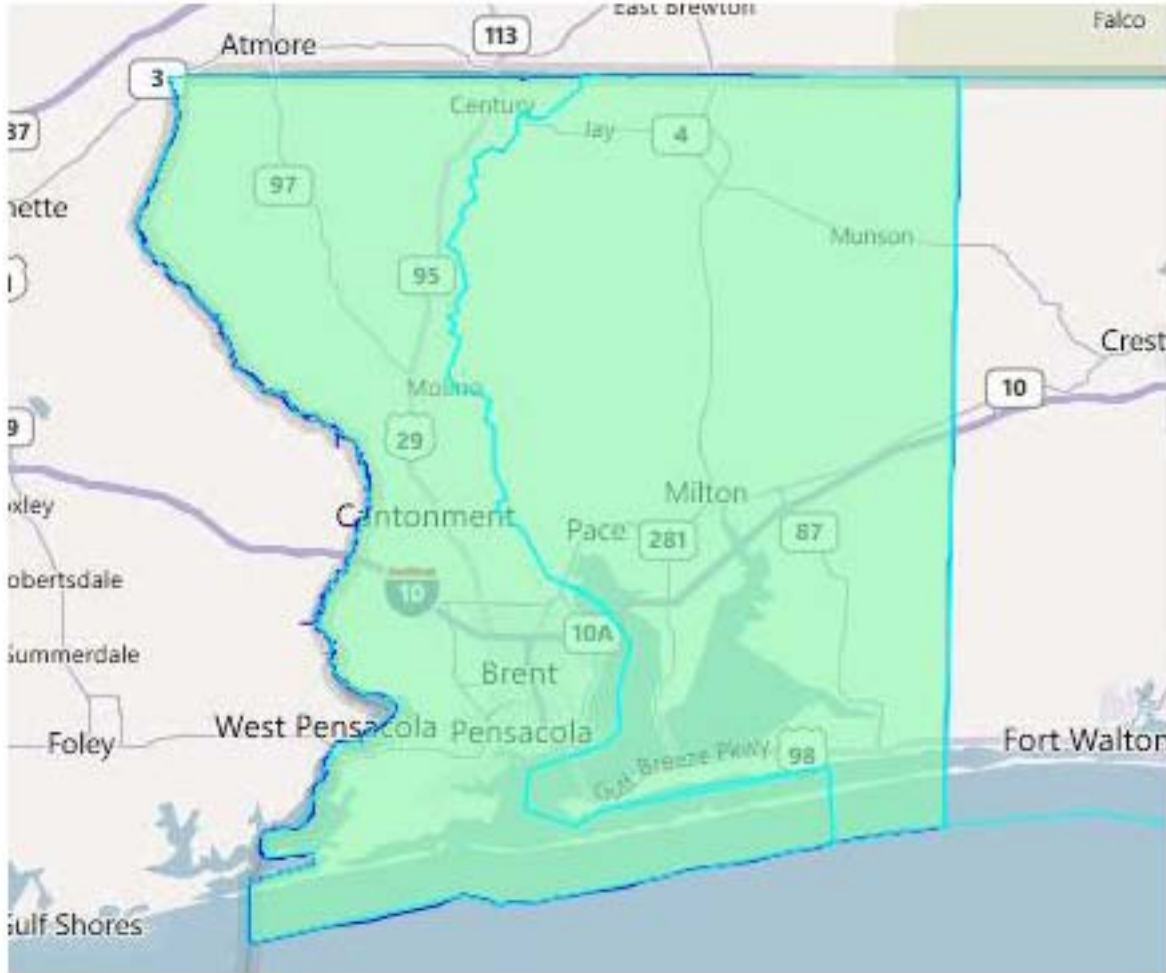 East Brewton
Falco
Atmore
113
3
Century
37
Jay
4
97
nette
Munson
95
Crest
Molino
10
9
29
Milton
oxley
Cantonment
Pace
281
87
obertsdale
10
10A
Summerdale
Brent
West Pensacola
Pensacola
Foley
Gulf Breeze Pkwy
98
Fort Walton
Gulf Shores